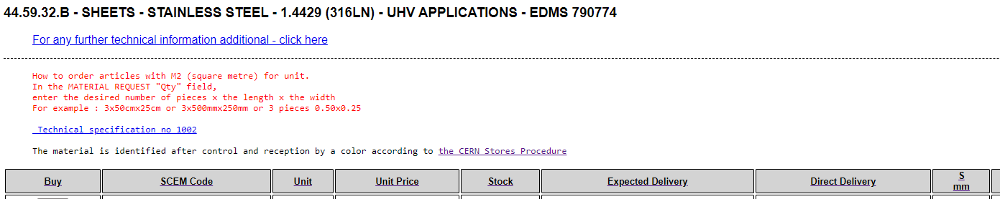 44.59.32.B - SHEETS - STAINLESS STEEL - 1.4429 (316LN) - UHV APPLICATIONS - EDMS 790774
For any further technical information additional - click here
How to order articles with M2 (square metre) for unit.
In the MATERIAL REQUEST "Qty" field,
enter the desired number of pieces x the length x the width
For example : 3x50cmx25cm or 3x500mmx250mm or 3 pieces 0.50x0.25
Technical specification no 1002
The material is identified after control and reception by a color according to the CERN Stores Procedure
Buy SCEM Code Unit Unit Price Stock Expected Delivery Direct Delivery S
mm